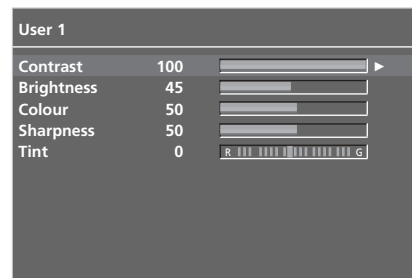 User 1
Contrast 100
Brightness 45
Colour 50
Sharpness 50
Tint 0 R G